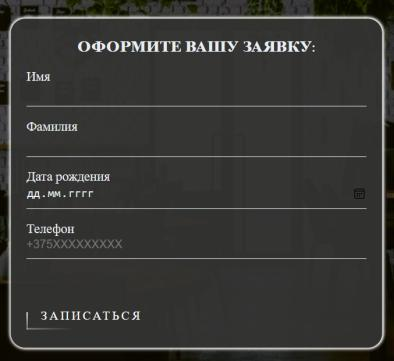 ОФОРМИТЕ ВАШУ ЗАЯВКУ:
Имя
Фамилия
Дата рождения
дд.мм.гггг
Телефон
+375XXXXXXXXX
ЗАПИСАТЬСЯ